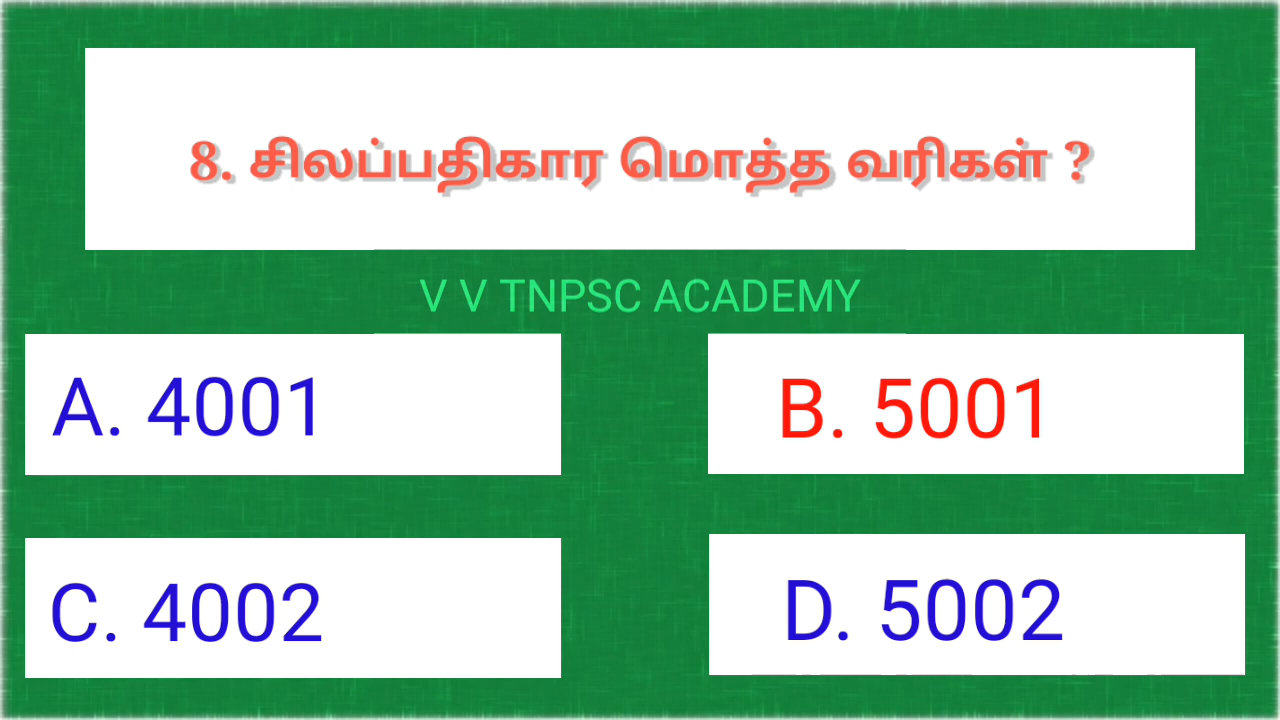 8. சிலப்பதிகார மொத்த வரிகள் ?
V V TNPSC ACADEMY
A. 4001
B. 5001
C. 4002
D. 5002